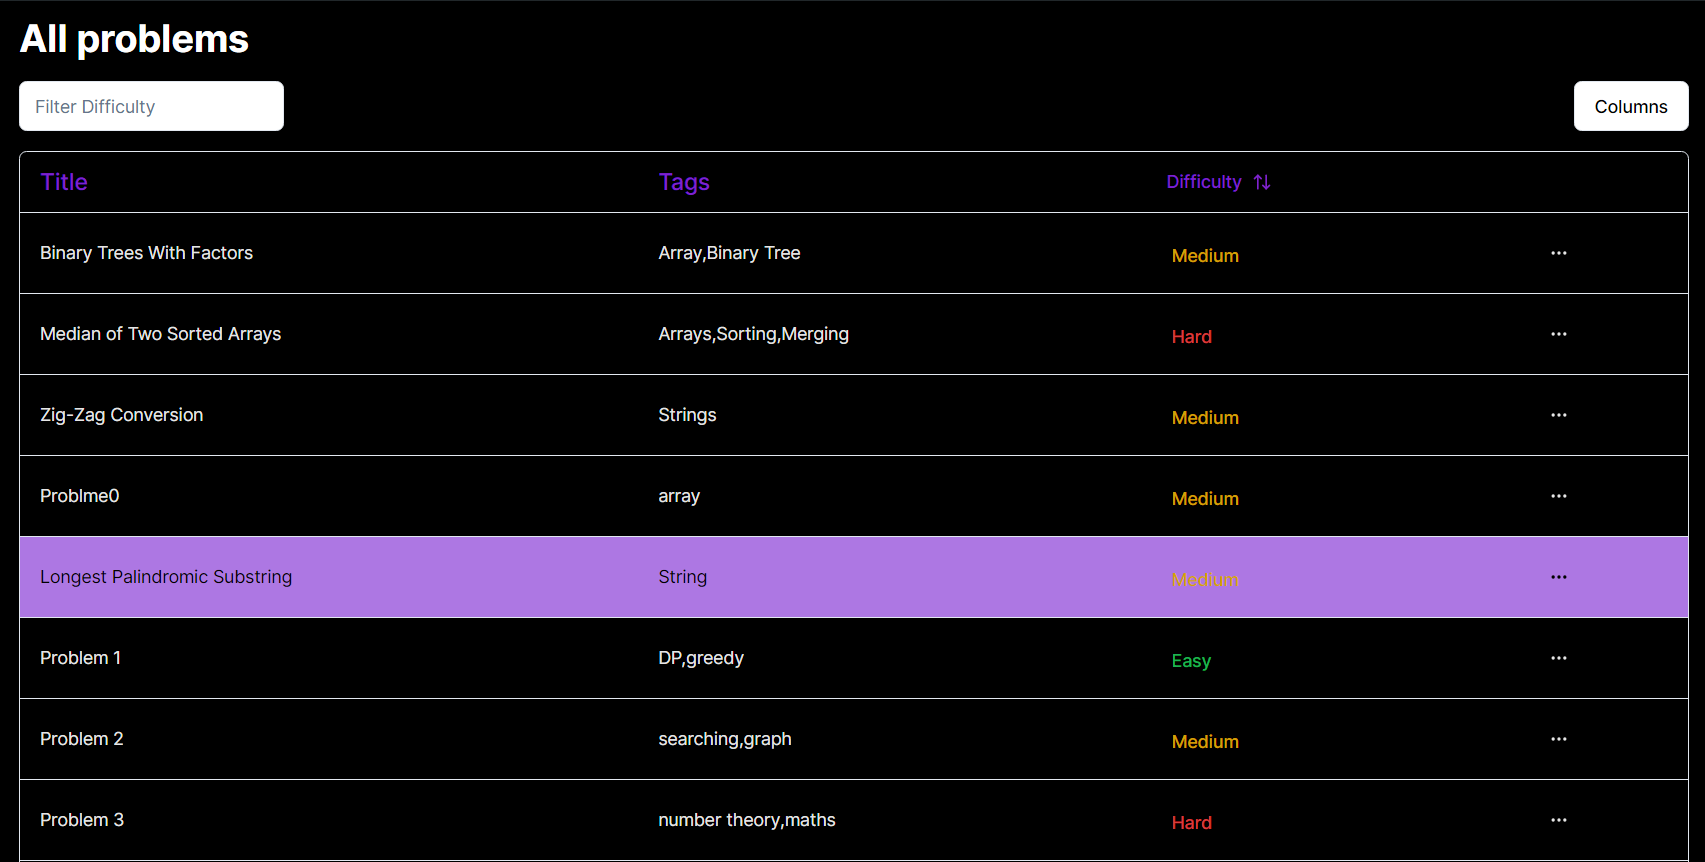 All problems
Filter Difficulty
Columns
Title Tags Difficulty
Binary Trees With Factors Array,Binary Tree Medium ...
Median of Two Sorted Arrays Arrays,Sorting,Merging Hard ...
Zig-Zag Conversion Strings Medium ...
Problme0 array Medium ...
Longest Palindromic Substring String Medium ...
Problem 1 DP,greedy Easy ...
Problem 2 searching,graph Medium ...
Problem 3 number theory,maths Hard ...